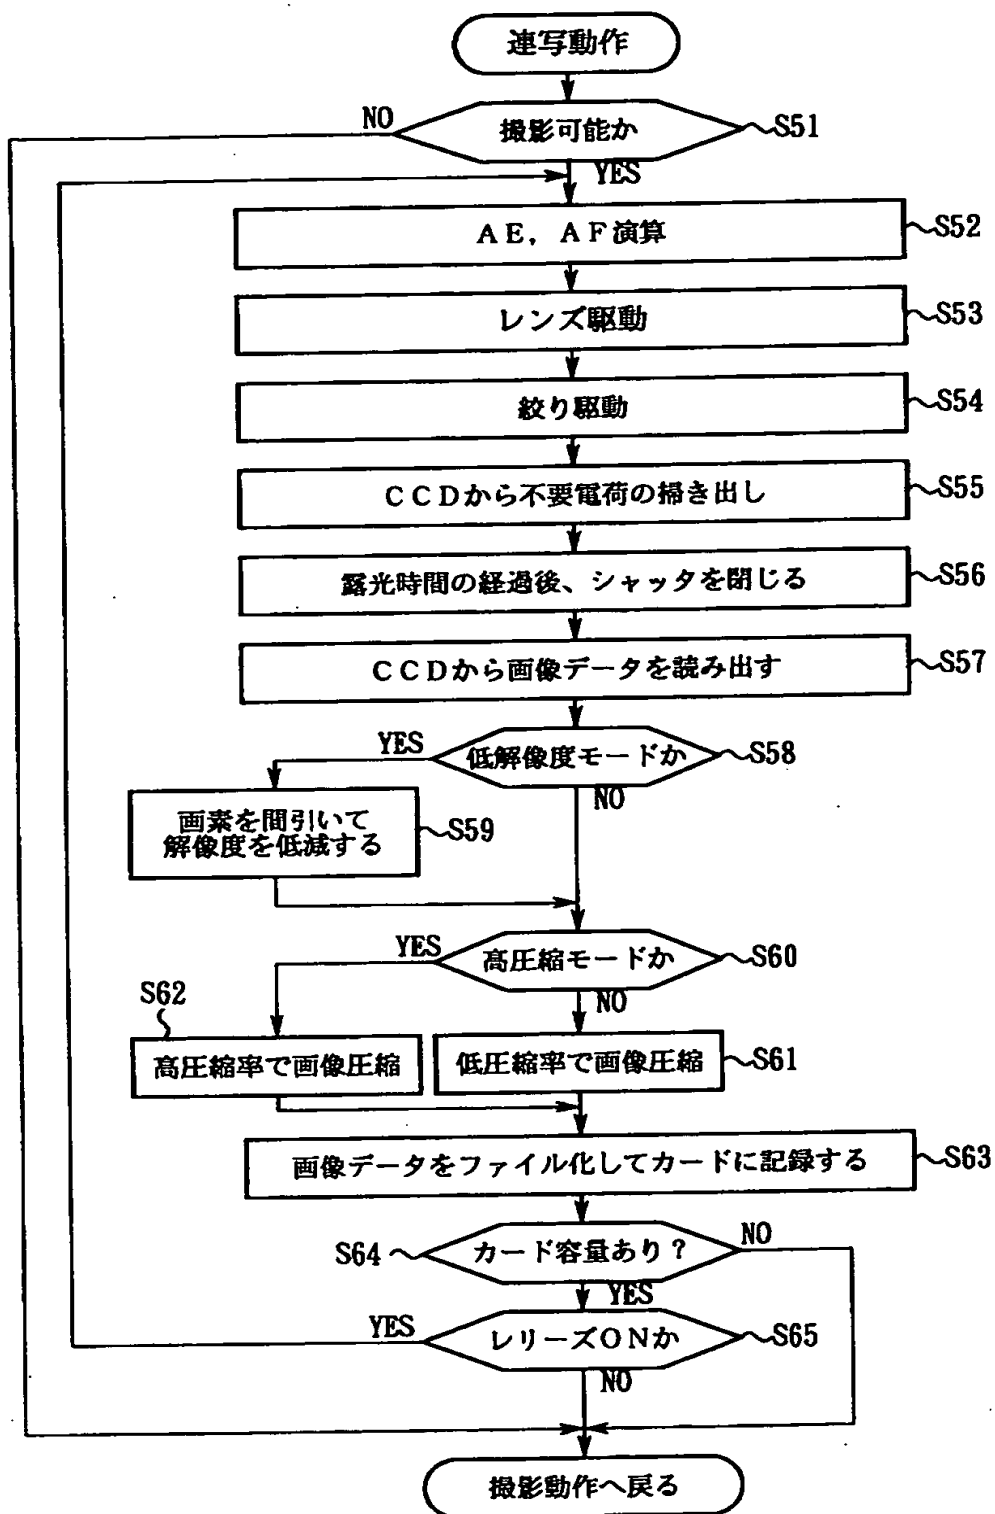 連写動作
NO
撮影可能か
S51
YES
AE, AF演算
S52
レンズ駆動
S53
絞り駆動
S54
CCDから不要電荷の掃き出し
S55
露光時間の経過後、シャッタを閉じる
S56
CCDから画像データを読み出す
S57
YES
低解像度モードか
S58
NO
画素を間引いて
解像度を低減する
S59
YES
高圧縮モードか
S60
NO
S62
高圧縮率で画像圧縮
低圧縮率で画像圧縮
S61
画像データをファイル化してカードに記録する
S63
S64
カード容量あり?
NO
YES
YES
レリーズONか
S65
NO
撮影動作へ戻る